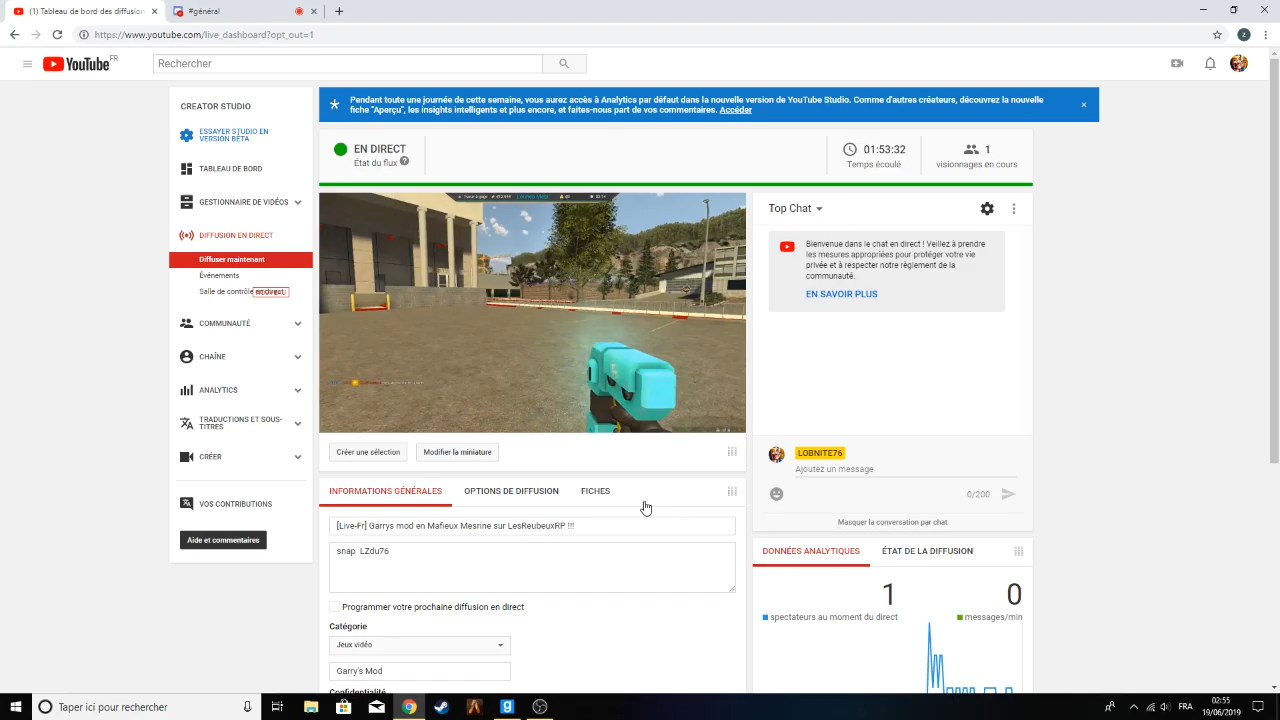 (1) Tableau de bord des diffusion
#général
https://www.youtube.com/live_dashboard?opt_out=1
YouTube FR
Rechercher
CREATOR STUDIO
ESSAYER STUDIO EN
VERSION BÊTA
TABLEAU DE BORD
GESTIONNAIRE DE VIDÉOS
DIFFUSION EN DIRECT
Diffuser maintenant
Événements
Salle de contrôle en direct
COMMUNAUTÉ
CHAÎNE
ANALYTICS
TRADUCTIONS ET SOUS-
TITRES
CRÉER
VOS CONTRIBUTIONS
Aide et commentaires
Pendant toute une journée de cette semaine, vous aurez accès à Analytics par défaut dans la nouvelle version de YouTube Studio. Comme d'autres créateurs, découvrez la nouvelle
fiche "Aperçu", les insights intelligents et plus encore, et faites-nous part de vos commentaires. Accéder
EN DIRECT
État du flux ?
01:53:32
Temps écoulé
1
visionnages en cours
Créer une sélection
Modifier la miniature
INFORMATIONS GÉNÉRALES
OPTIONS DE DIFFUSION
FICHES
[Live-Fr] Garrys mod en Mafieux Mesrine sur LesReubeuxRP !!!
snap LZdu76
Programmer votre prochaine diffusion en direct
Catégorie
Jeux vidéo
Garry's Mod
Confidentialité
Top Chat
Bienvenue dans le chat en direct ! Veillez à prendre
les mesures appropriées pour protéger votre vie
privée et à respecter notre règlement de la
communauté.
EN SAVOIR PLUS
LOBNITE76
Ajoutez un message
0/200
Masquer la conversation par chat
DONNÉES ANALYTIQUES
ÉTAT DE LA DIFFUSION
1
spectateurs au moment du direct
0
messages/min
Taper ici pour rechercher
FRA
02:55
19/06/2019